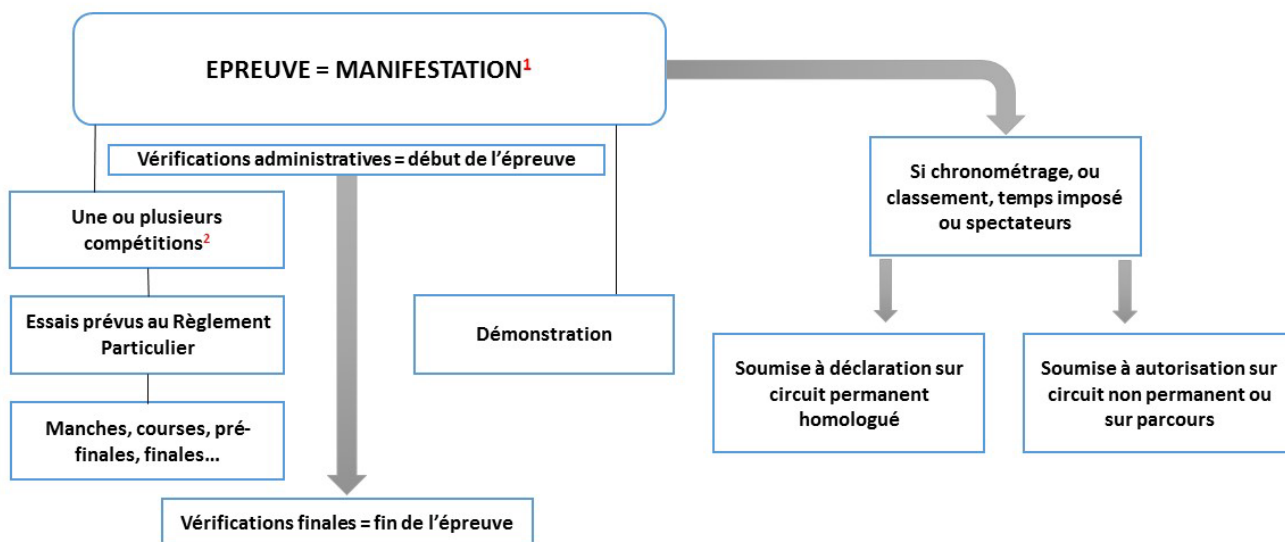 EPREUVE = MANIFESTATION1
Vérifications administratives = début de l'épreuve
Une ou plusieurs
compétitions2
Essais prévus au Règlement
Particulier
Manches, courses, pré-
finales, finales...
Démonstration
Vérifications finales = fin de l'épreuve
Si chronométrage, ou
classement, temps imposé
ou spectateurs
Soumise à déclaration sur
circuit permanent
homologué
Soumise à autorisation sur
circuit non permanent ou
sur parcours